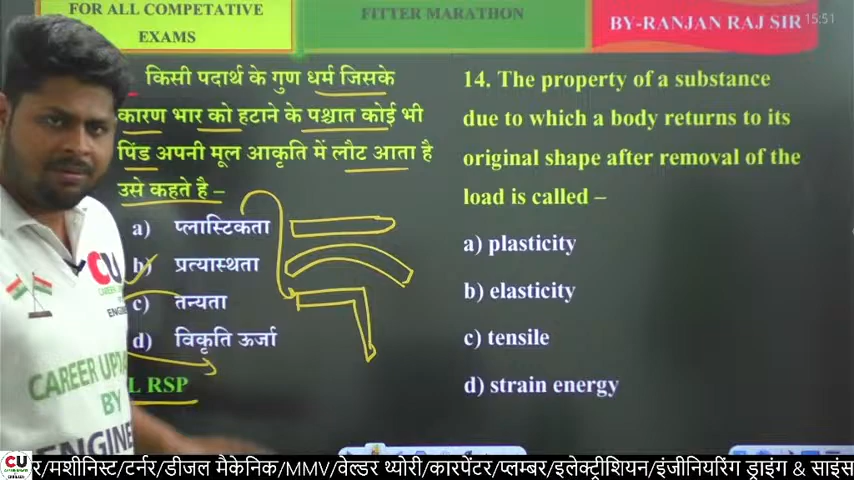 FOR ALL COMPETATIVE
EXAMS
FITTER MARATHON
BY-RANJAN RAJ SIR
15:51
किसी पदार्थ के गुण धर्म जिसके
कारण भार को हटाने के पश्चात कोई भी
पिंड अपनी मूल आकृति में लौट आता है
उसे कहते है –
a) प्लास्टिकता
b) प्रत्यास्थता
c) तन्यता
d) विकृति ऊर्जा
RSP
14. The property of a substance
due to which a body returns to its
original shape after removal of the
load is called –
a) plasticity
b) elasticity
c) tensile
d) strain energy
CU
CAREER UPDA
BY
ENGINE
CU
र/मशीनिस्ट/टर्नर/डीजल मैकेनिक/MMV/वेल्डर थ्योरी/कारपेंटर/प्लम्बर/इलेक्ट्रीशियन/इंजीनियरिंग ड्राइंग & साइंस